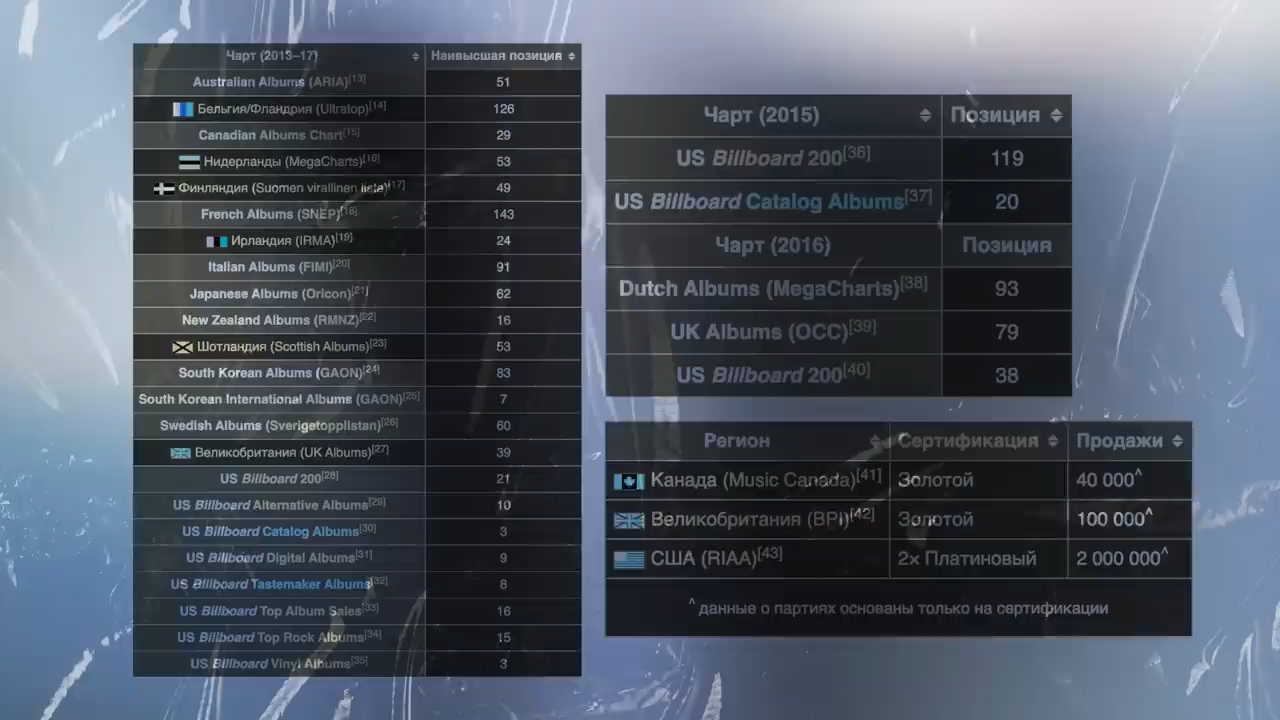 Чарт (2013–17) Наивысшая позиция
Australian Albums (ARIA)[13] 51
Бельгия/Фландрия (Ultratop)[14] 126
Canadian Albums Chart[15] 29
Нидерланды (MegaCharts)[16] 53
Финляндия (Suomen virallinen lista)[17] 49
French Albums (SNEP)[18] 143
Ирландия (IRMA)[19] 24
Italian Albums (FIMI)[20] 91
Japanese Albums (Oricon)[21] 62
New Zealand Albums (RMNZ)[22] 16
Шотландия (Scottish Albums)[23] 53
South Korean Albums (GAON)[24] 83
South Korean International Albums (GAON)[25] 7
Swedish Albums (Sverigetopplistan)[26] 60
Великобритания (UK Albums)[27] 39
US Billboard 200[28] 21
US Billboard Alternative Albums[29] 10
US Billboard Catalog Albums[30] 3
US Billboard Digital Albums[31] 9
US Billboard Tastemaker Albums[32] 8
US Billboard Top Album Sales[33] 16
US Billboard Top Rock Albums[34] 15
US Billboard Vinyl Albums[35] 3
Чарт (2015) Позиция
US Billboard 200[36] 119
US Billboard Catalog Albums[37] 20
Чарт (2016) Позиция
Dutch Albums (MegaCharts)[38] 93
UK Albums (OCC)[39] 79
US Billboard 200[40] 38
Регион Сертификация Продажи
Канада (Music Canada)[41] Золотой 40 000^
Великобритания (BPI)[42] Золотой 100 000^
США (RIAA)[43] 2x Платиновый 2 000 000^
^ данные о партиях основаны только на сертификации